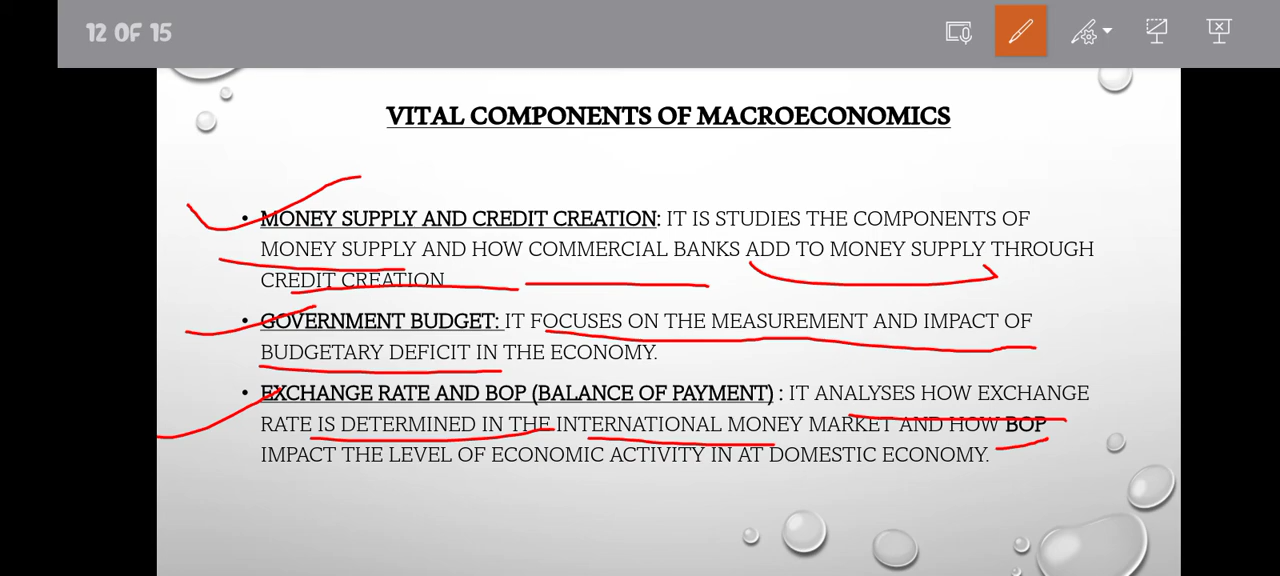 12 OF 15
VITAL COMPONENTS OF MACROECONOMICS
• MONEY SUPPLY AND CREDIT CREATION: IT IS STUDIES THE COMPONENTS OF
MONEY SUPPLY AND HOW COMMERCIAL BANKS ADD TO MONEY SUPPLY THROUGH
CREDIT CREATION
• GOVERNMENT BUDGET: IT FOCUSES ON THE MEASUREMENT AND IMPACT OF
BUDGETARY DEFICIT IN THE ECONOMY.
• EXCHANGE RATE AND BOP (BALANCE OF PAYMENT) : IT ANALYSES HOW EXCHANGE
RATE IS DETERMINED IN THE INTERNATIONAL MONEY MARKET AND HOW BOP
IMPACT THE LEVEL OF ECONOMIC ACTIVITY IN AT DOMESTIC ECONOMY.